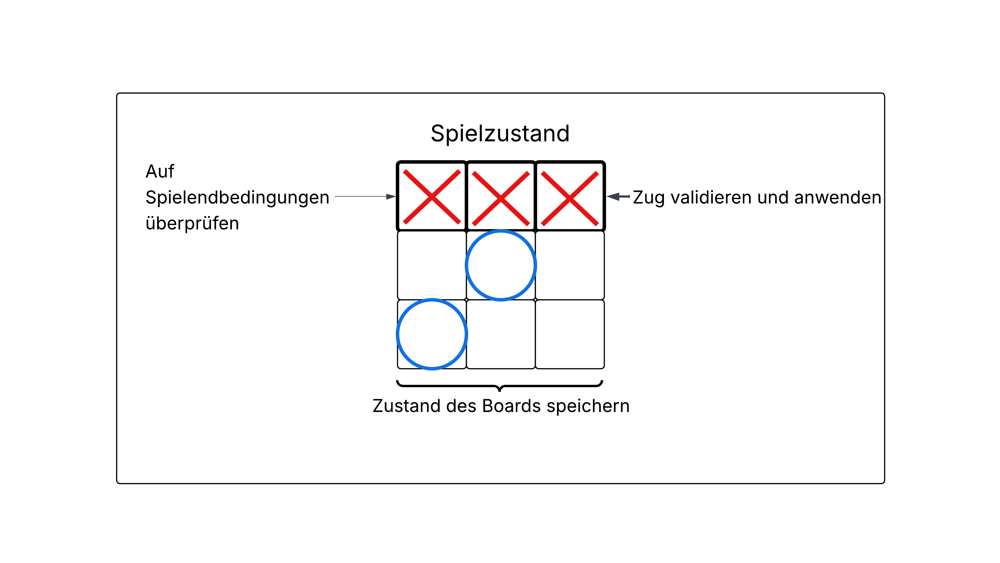 Spielzustand
Auf
Spielendbedingungen
überprüfen
Zug validieren und anwenden
Zustand des Boards speichern